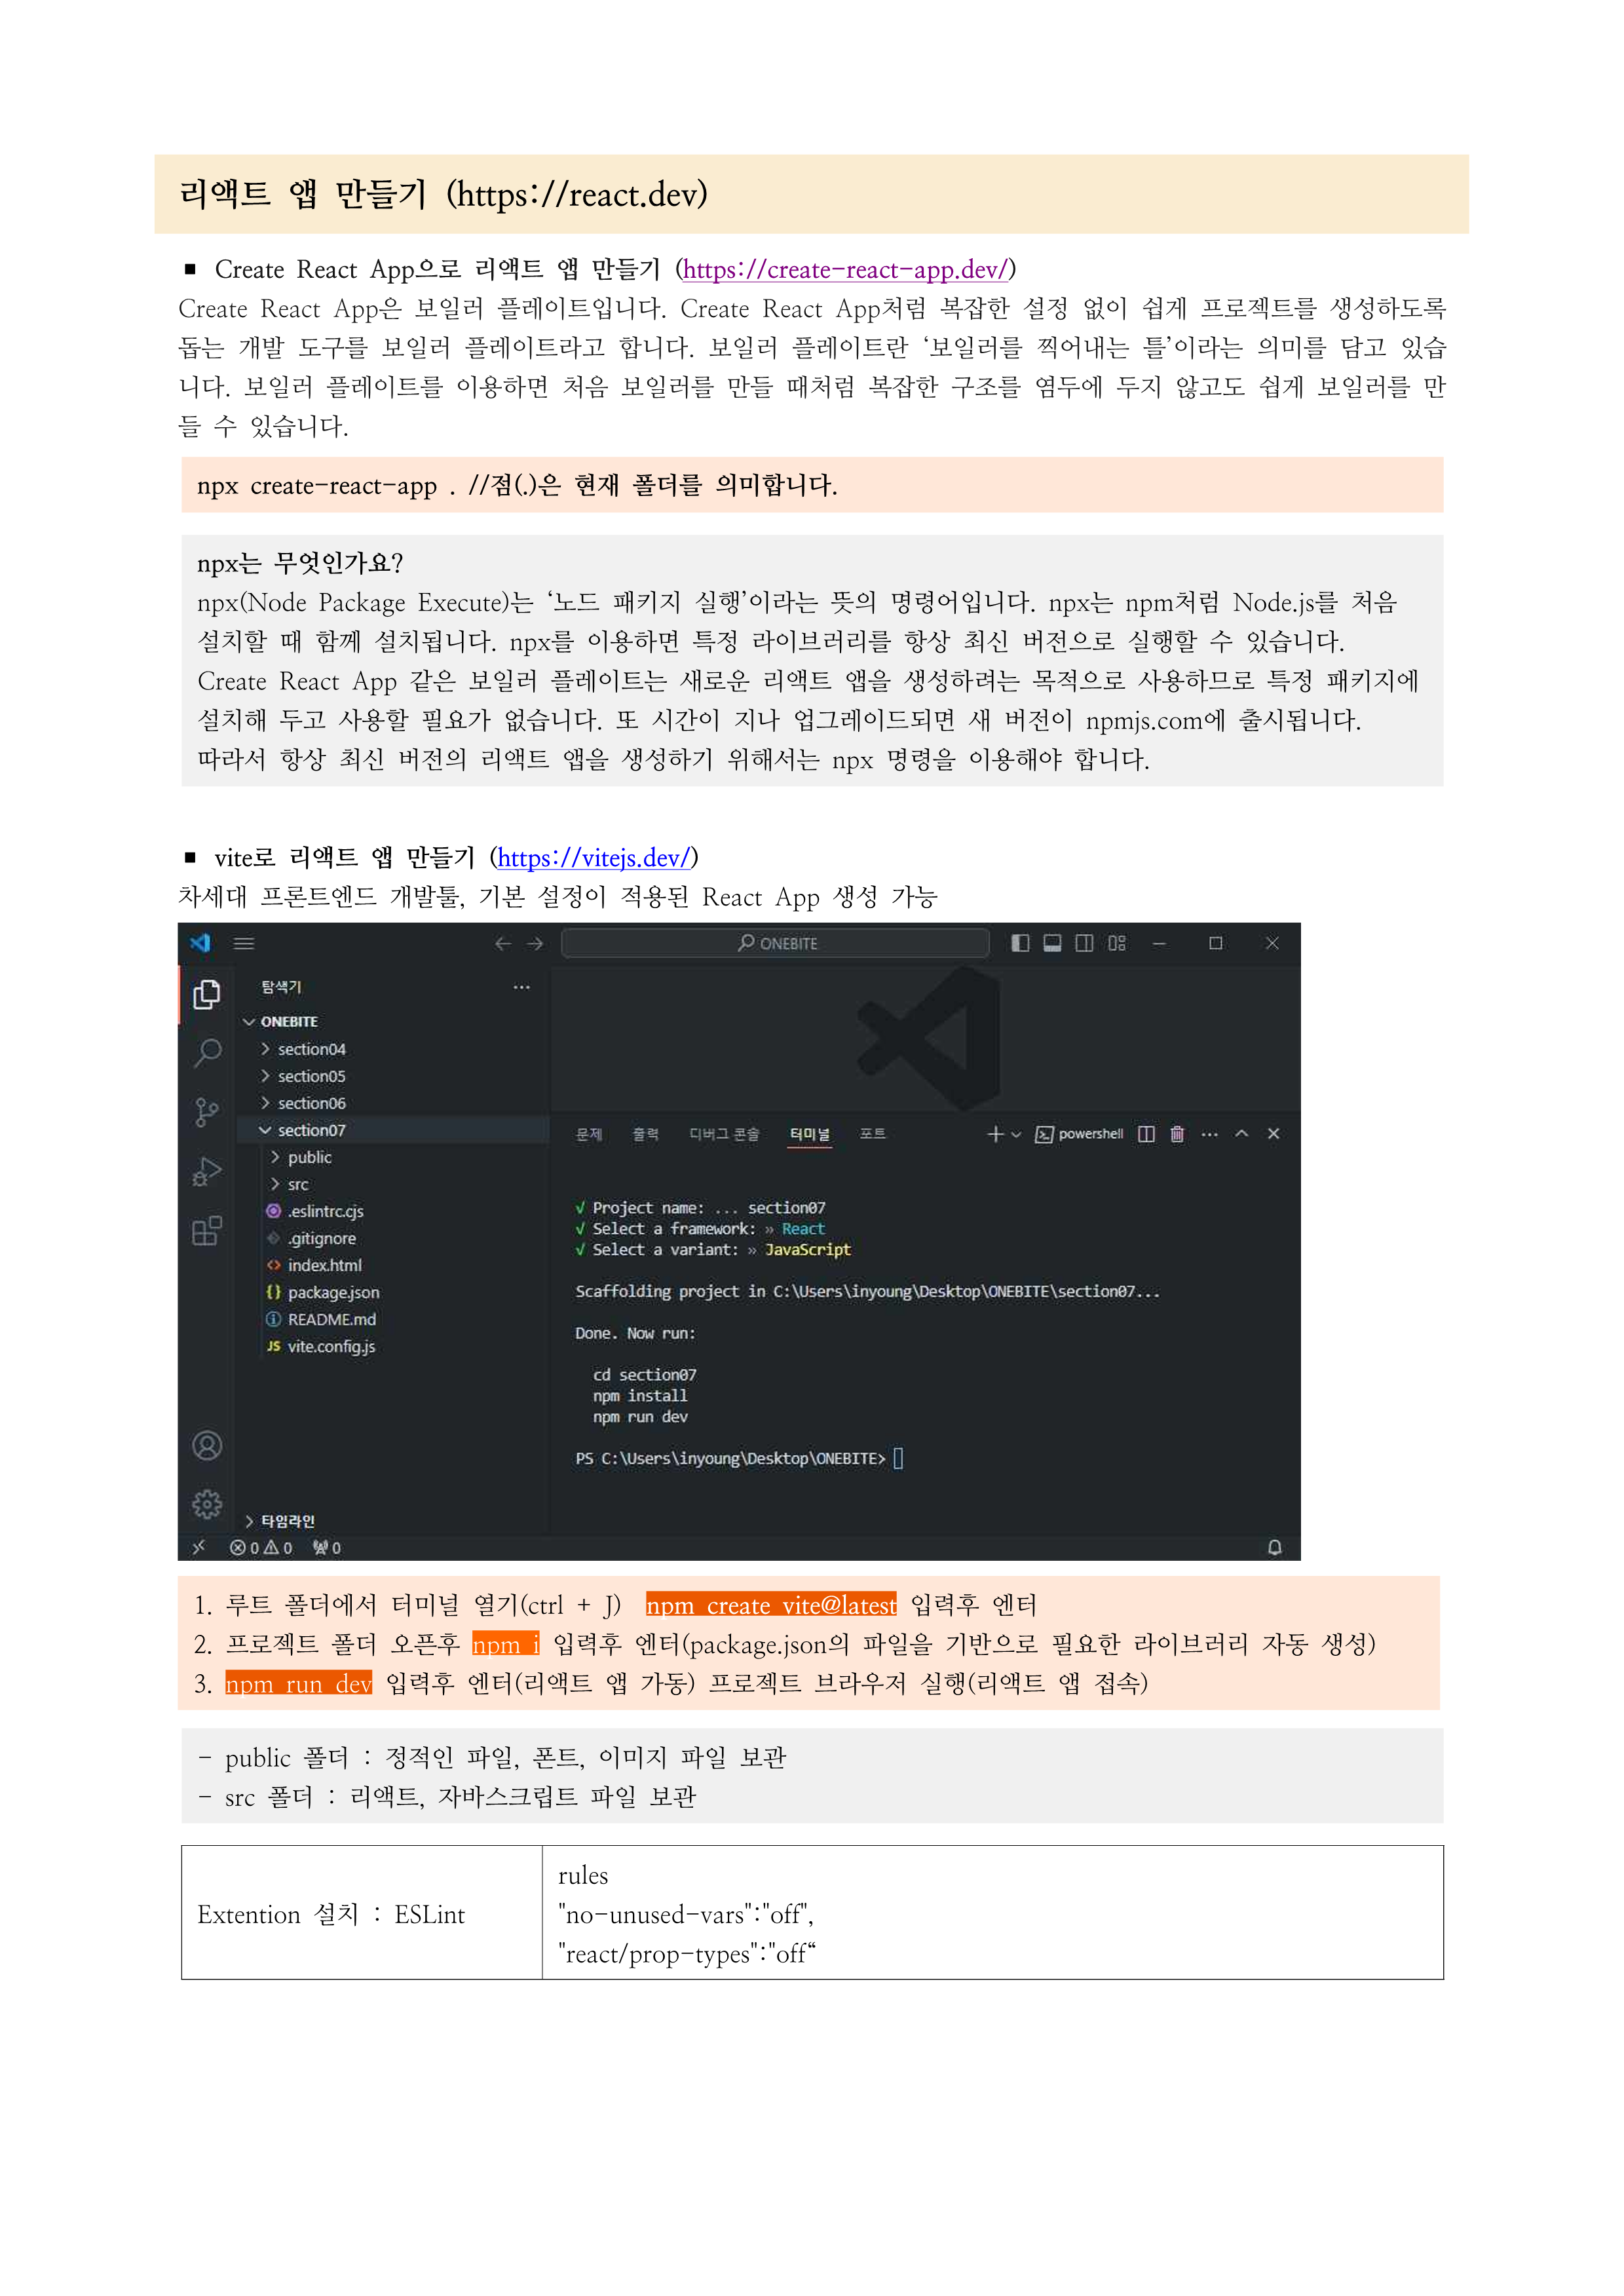 리액트 앱 만들기 (https://react.dev)
■ Create React App으로 리액트 앱 만들기 (https://create-react-app.dev/)
Create React App은 보일러 플레이트입니다. Create React App처럼 복잡한 설정 없이 쉽게 프로젝트를 생성하도록
돕는 개발 도구를 보일러 플레이트라고 합니다. 보일러 플레이트란 ‘보일러를 찍어내는 틀’이라는 의미를 담고 있습
니다. 보일러 플레이트를 이용하면 처음 보일러를 만들 때처럼 복잡한 구조를 염두에 두지 않고도 쉽게 보일러를 만
들 수 있습니다.
npx create-react-app . //점(.)은 현재 폴더를 의미합니다.
npx는 무엇인가요?
npx(Node Package Execute)는 ‘노드 패키지 실행’이라는 뜻의 명령어입니다. npx는 npm처럼 Node.js를 처음
설치할 때 함께 설치됩니다. npx를 이용하면 특정 라이브러리를 항상 최신 버전으로 실행할 수 있습니다.
Create React App 같은 보일러 플레이트는 새로운 리액트 앱을 생성하려는 목적으로 사용하므로 특정 패키지에
설치해 두고 사용할 필요가 없습니다. 또 시간이 지나 업그레이드되면 새 버전이 npmjs.com에 출시됩니다.
따라서 항상 최신 버전의 리액트 앱을 생성하기 위해서는 npx 명령을 이용해야 합니다.
■ vite로 리액트 앱 만들기 (https://vitejs.dev/)
차세대 프론트엔드 개발툴, 기본 설정이 적용된 React App 생성 가능
ONEBITE
탐색기 ...
ONEBITE
section04
section05
section06
section07
public
src
.eslintrc.cjs
.gitignore
index.html
{} package.json
README.md
JS vite.config.js
타임라인
0 0 0
문제 출력 디버그 콘솔 터미널 포트 powershell
√ Project name: ... section07
√ Select a framework: » React
√ Select a variant: » JavaScript
Scaffolding project in C:\Users\inyoung\Desktop\ONEBITE\section07...
Done. Now run:
cd section07
npm install
npm run dev
PS C:\Users\inyoung\Desktop\ONEBITE>
1. 루트 폴더에서 터미널 열기(ctrl + J) npm create vite@latest 입력후 엔터
2. 프로젝트 폴더 오픈후 npm i 입력후 엔터(package.json의 파일을 기반으로 필요한 라이브러리 자동 생성)
3. npm run dev 입력후 엔터(리액트 앱 가동) 프로젝트 브라우저 실행(리액트 앱 접속)
- public 폴더 : 정적인 파일, 폰트, 이미지 파일 보관
- src 폴더 : 리액트, 자바스크립트 파일 보관
Extention 설치 : ESLint
rules
"no-unused-vars":"off",
"react/prop-types":"off“